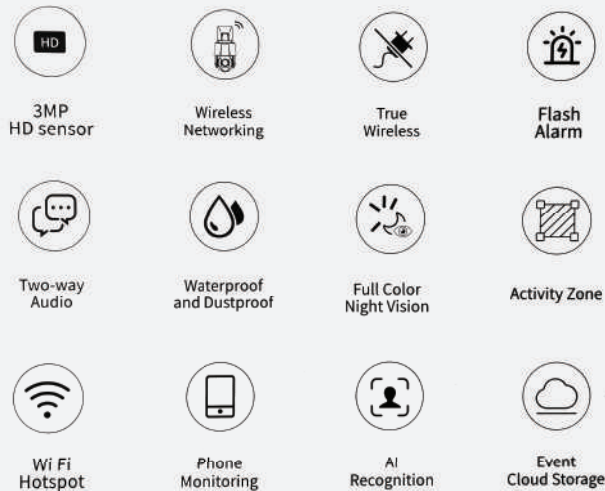 HD
3MP
HD sensor
Wireless
Networking
True
Wireless
Flash
Alarm
Two-way
Audio
Waterproof
and Dustproof
Full Color
Night Vision
Activity Zone
Wi Fi
Hotspot
Phone
Monitoring
AI
Recognition
Event
Cloud Storage